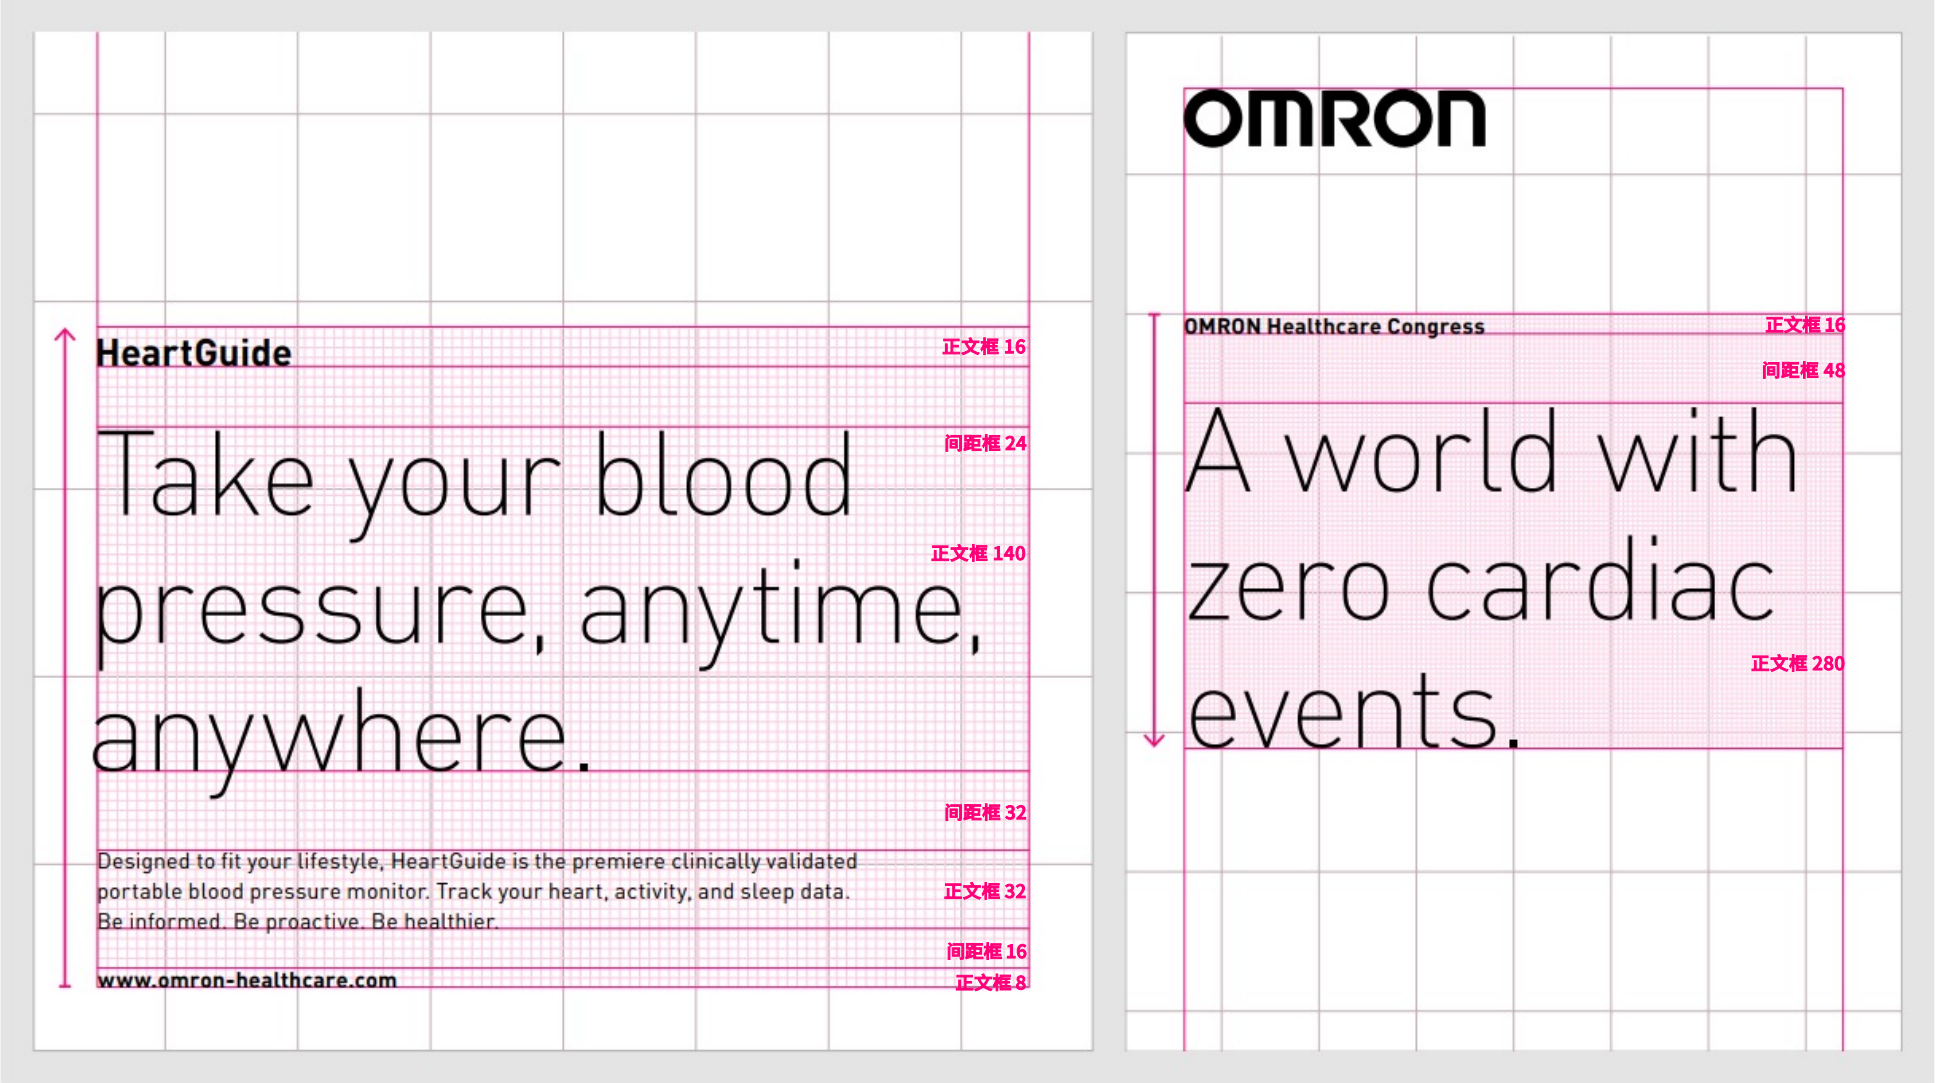 HeartGuide
正文框 16
间距框 24
Take your blood
正文框 140
pressure, anytime,
anywhere.
间距框 32
Designed to fit your lifestyle, HeartGuide is the premiere clinically validated
portable blood pressure monitor. Track your heart, activity, and sleep data.
正文框 32
Be informed. Be proactive. Be healthier.
间距框 16
www.omron-healthcare.com
正文框 8
OMRON
OMRON Healthcare Congress
正文框 16
间距框 48
A world with
zero cardiac
正文框 280
events.